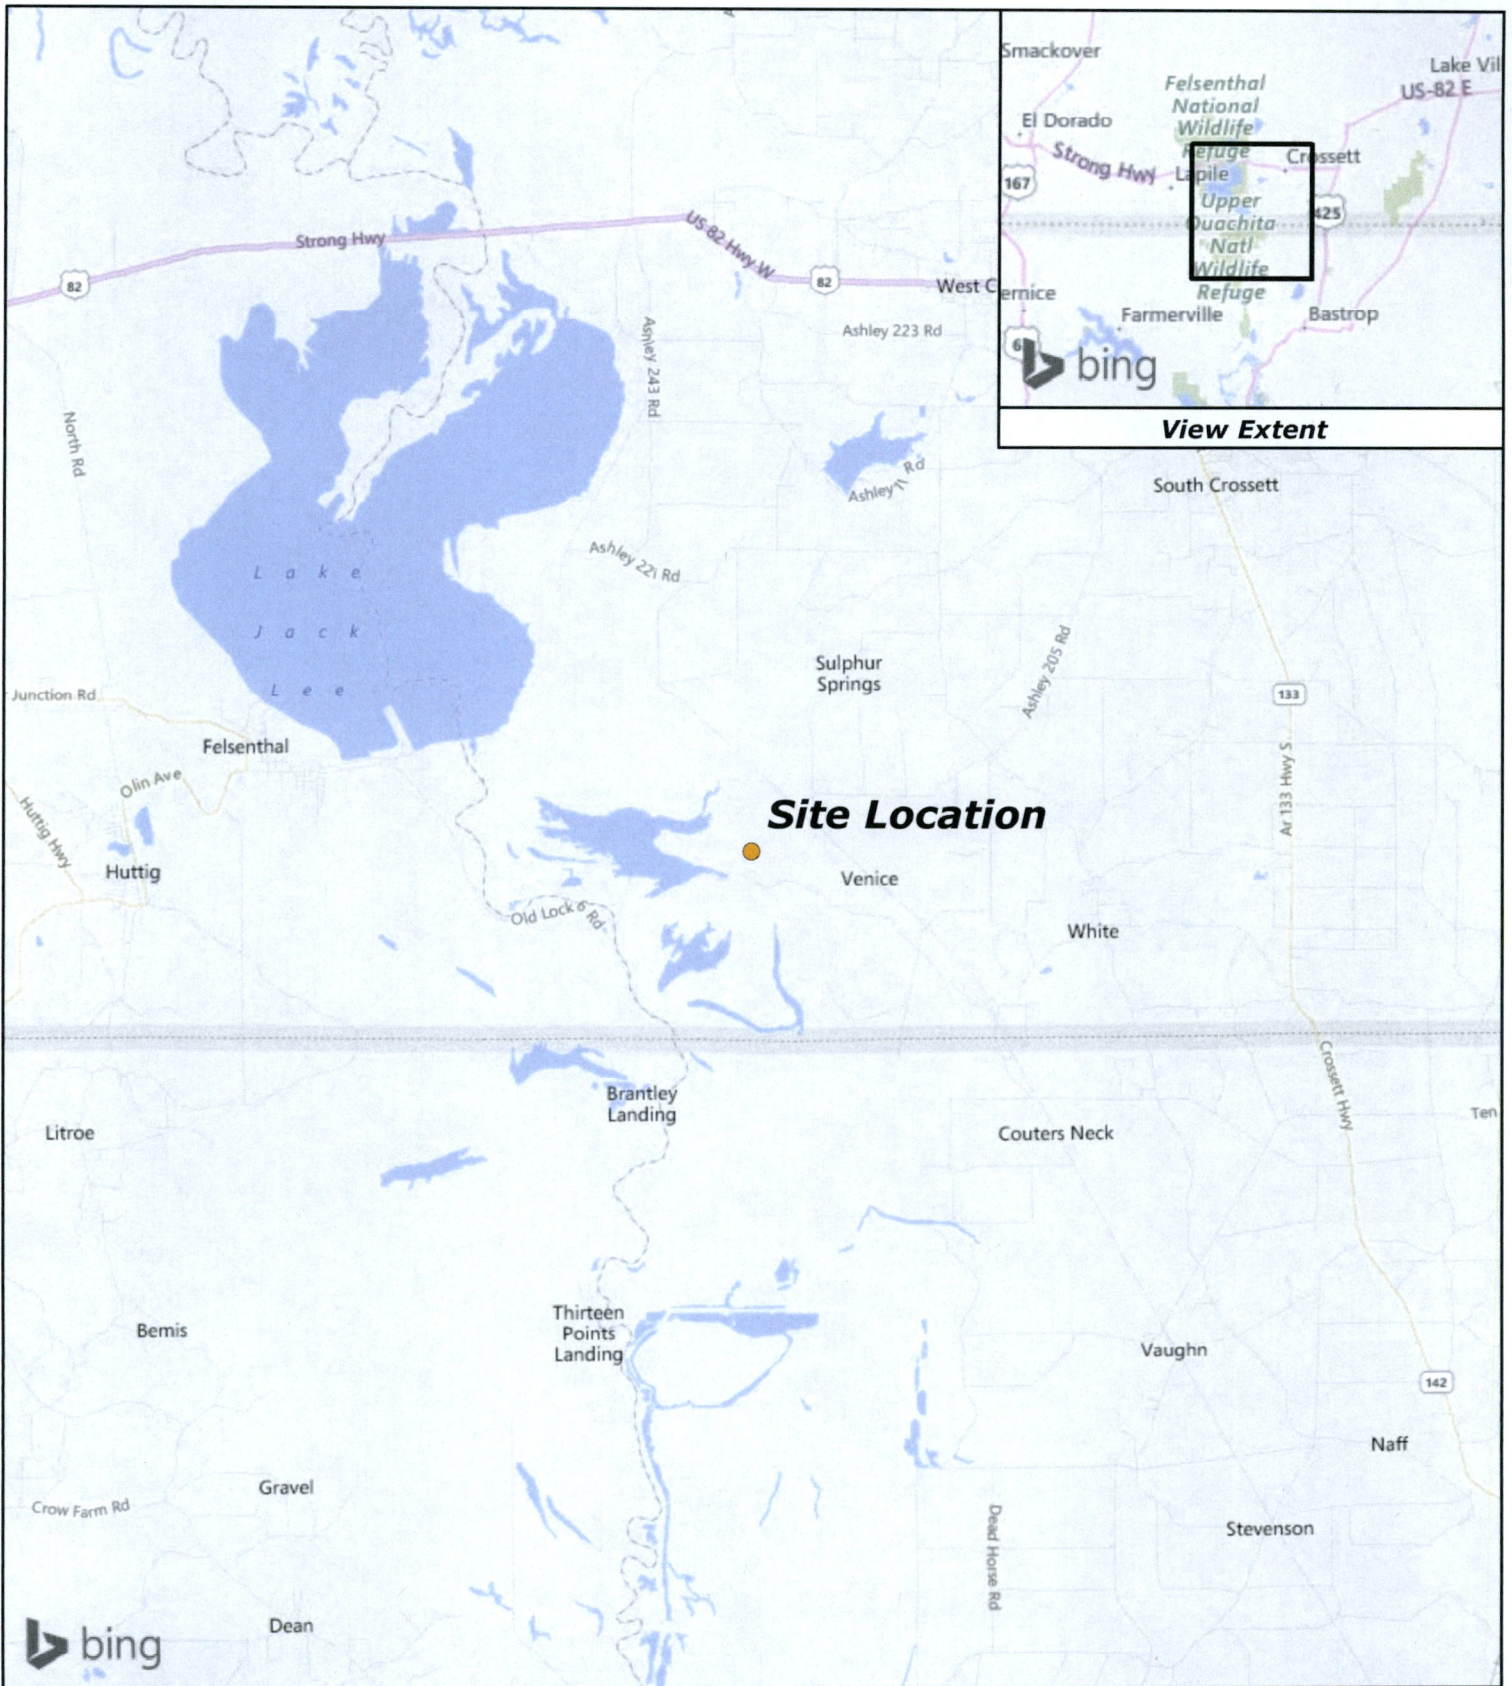 Smackover
Lake Vil
US-82 E
Felsenthal
National
Wildlife
Refuge
El Dorado
Strong Hwy
Crossett
Lapile
167
425
Upper
Ouachita
Natl
Wildlife
Refuge
ernice
Farmerville
Bastrop
6
bing
View Extent
Strong Hwy
US 82 Hwy W
82
82
West C
Ashley 223 Rd
Ashley 243 Rd
North Rd
Ashley 11 Rd
South Crossett
Ashley 221 Rd
Lake
Jack
Lee
Sulphur
Springs
Ashley 205 Rd
Junction Rd
133
Felsenthal
Olin Ave
Ar 133 Hwy S
Huttig Hwy
Site Location
Huttig
Venice
Old Lock 6 Rd
White
Crossett Hwy
Brantley
Landing
Litroe
Couters Neck
Ten
Thirteen
Points
Landing
Bemis
Vaughn
142
Naff
Gravel
Crow Farm Rd
Dead Horse Rd
Stevenson
Dean
bing